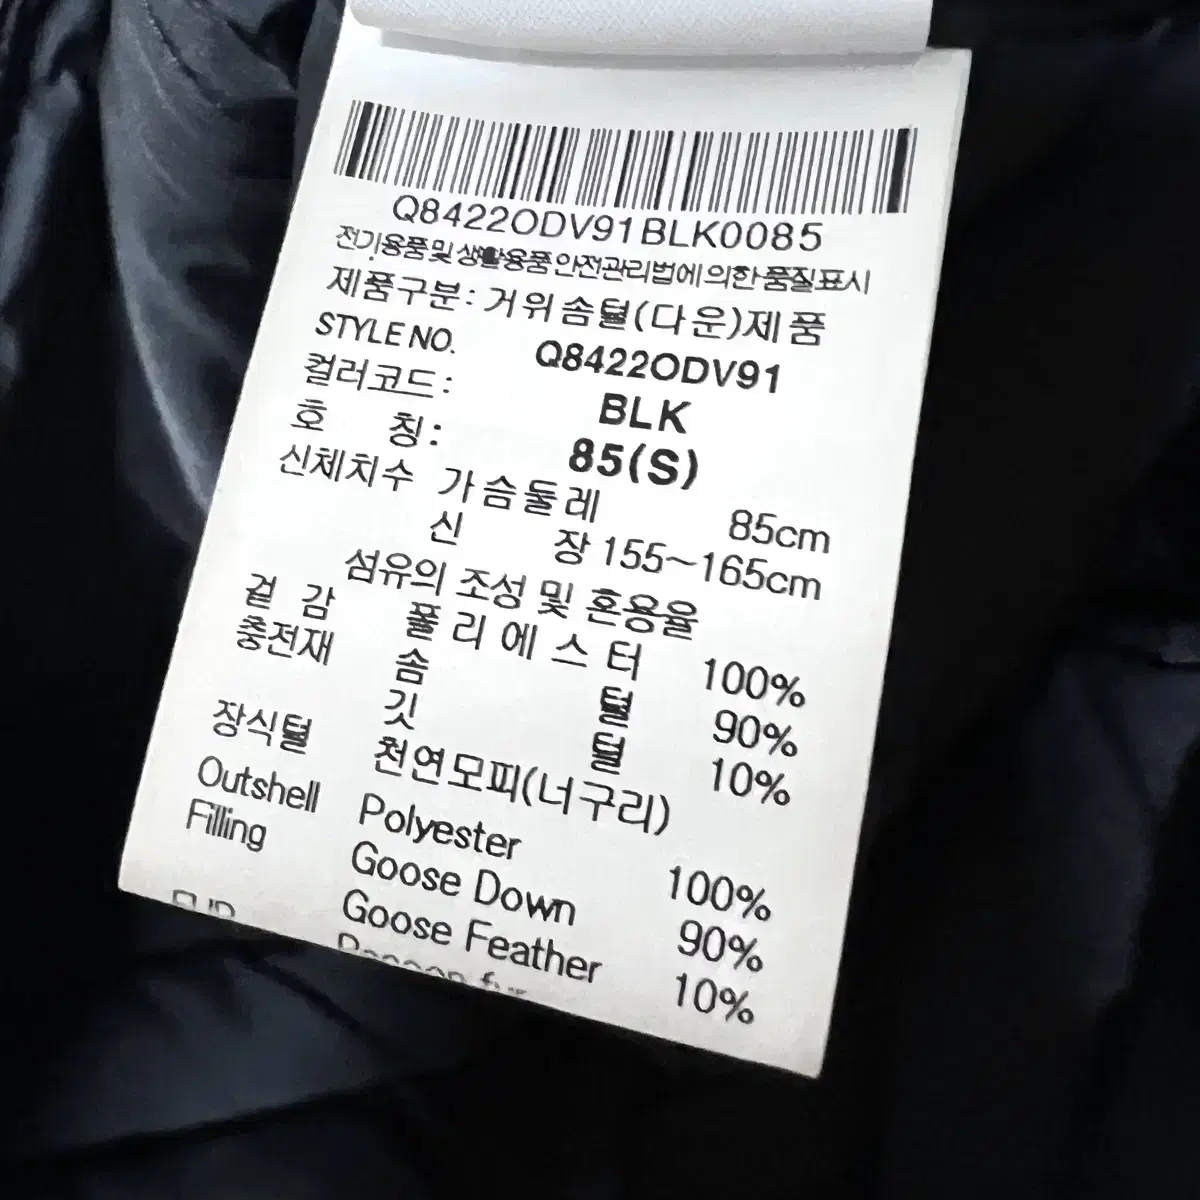 Q8422ODV91BLK0085
전기용품및 생활용품안전관리법에의한품질표시
제품구분: 거위솜털(다운)제품
STYLE NO. Q8422ODV91
컬러코드: BLK
호 칭: 85(S)
신체치수 가슴둘레 85cm
신 장 155~165cm
섬유의 조성 및 혼용율
겉 감 폴리에스터 100%
충전재 솜 털 90%
깃 털 10%
장식털 천연모피(너구리)
Outshell Polyester 100%
Filling Goose Down 90%
Goose Feather 10%